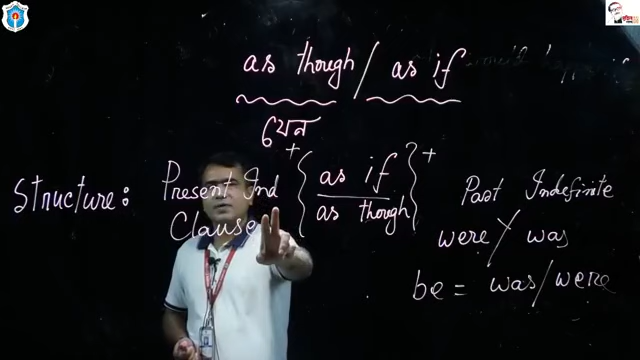 as though / as if
যেন
Structure: Present Ind Clause + { as if / as though } + Past Indefinite
were / was
be = was/were